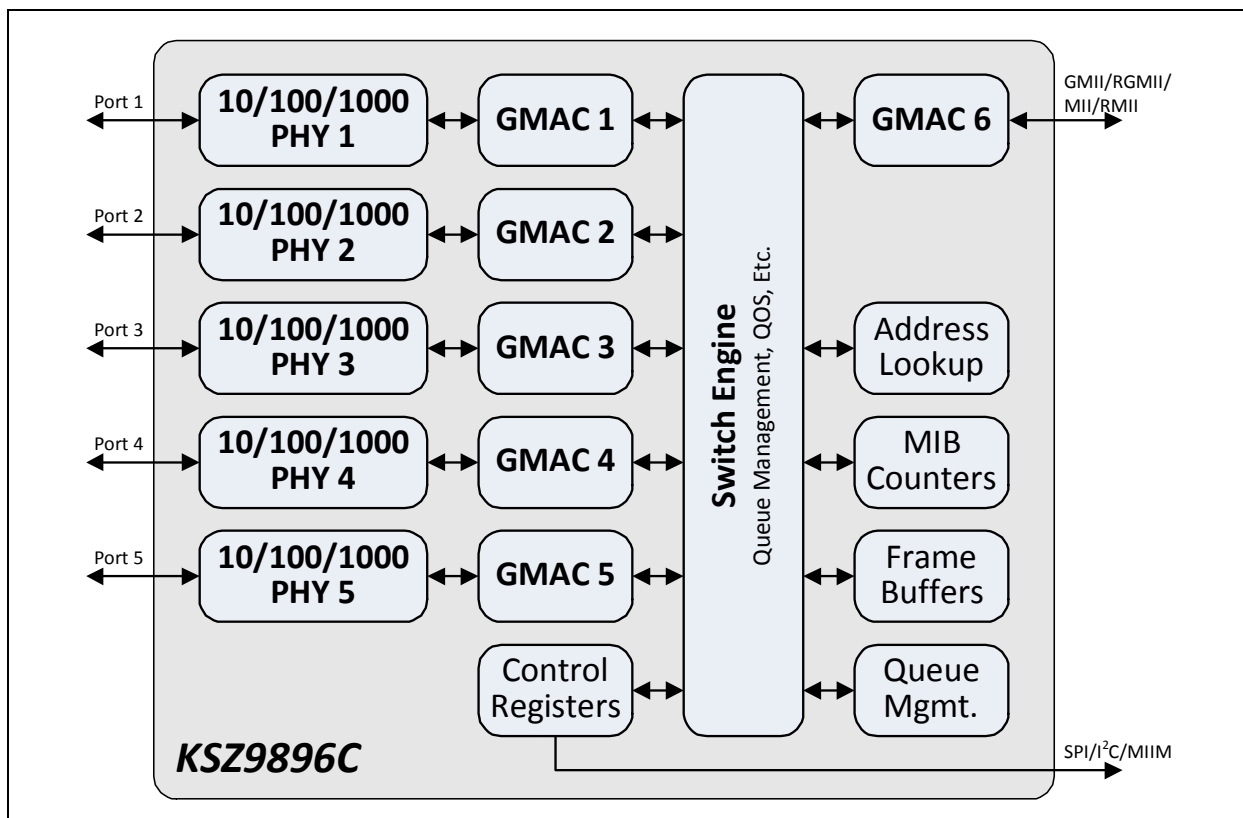 Port 1
10/100/1000
PHY 1
GMAC 1
GMAC 6
GMII/RGMII/
MII/RMII
Port 2
10/100/1000
PHY 2
GMAC 2
Port 3
10/100/1000
PHY 3
GMAC 3
Switch Engine
Queue Management, QOS, Etc.
Address
Lookup
Port 4
10/100/1000
PHY 4
GMAC 4
MIB
Counters
Port 5
10/100/1000
PHY 5
GMAC 5
Frame
Buffers
Control
Registers
Queue
Mgmt.
KSZ9896C
SPI/I²C/MIIM